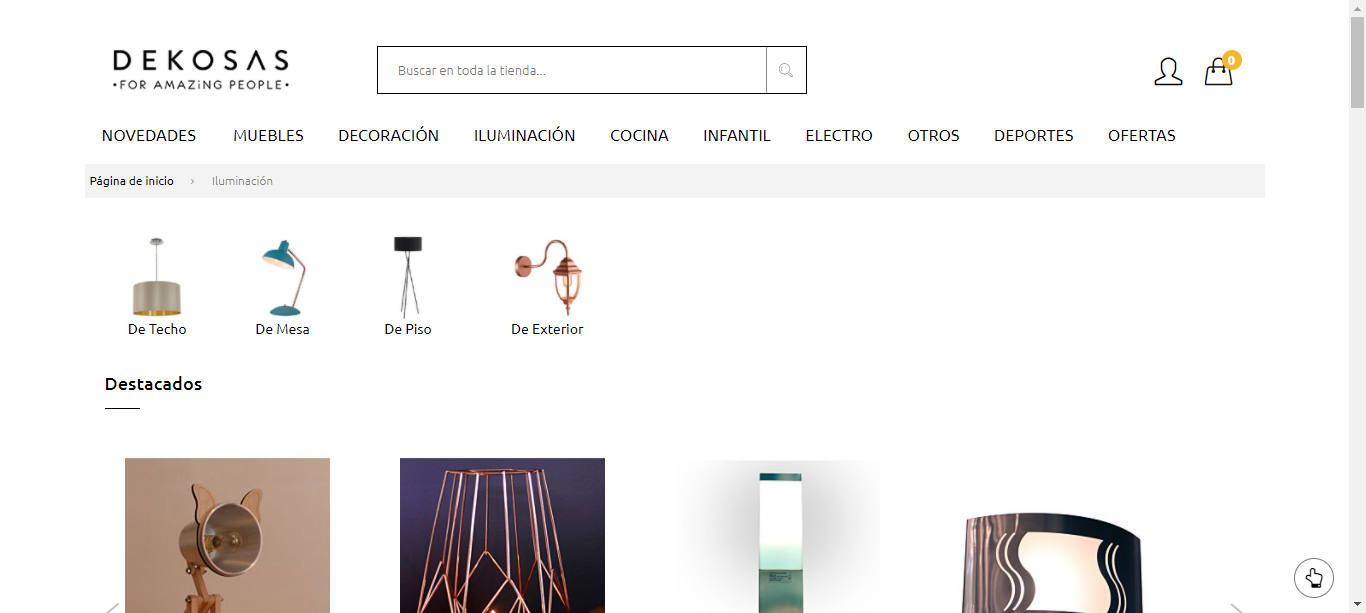 DEKOSAS
•FOR AMAZiNG PEOPLE•
Buscar en toda la tienda...
0
NOVEDADES MUEBLES DECORACIÓN ILUMINACIÓN COCINA INFANTIL ELECTRO OTROS DEPORTES OFERTAS
Página de inicio › Iluminación
De Techo De Mesa De Piso De Exterior
Destacados